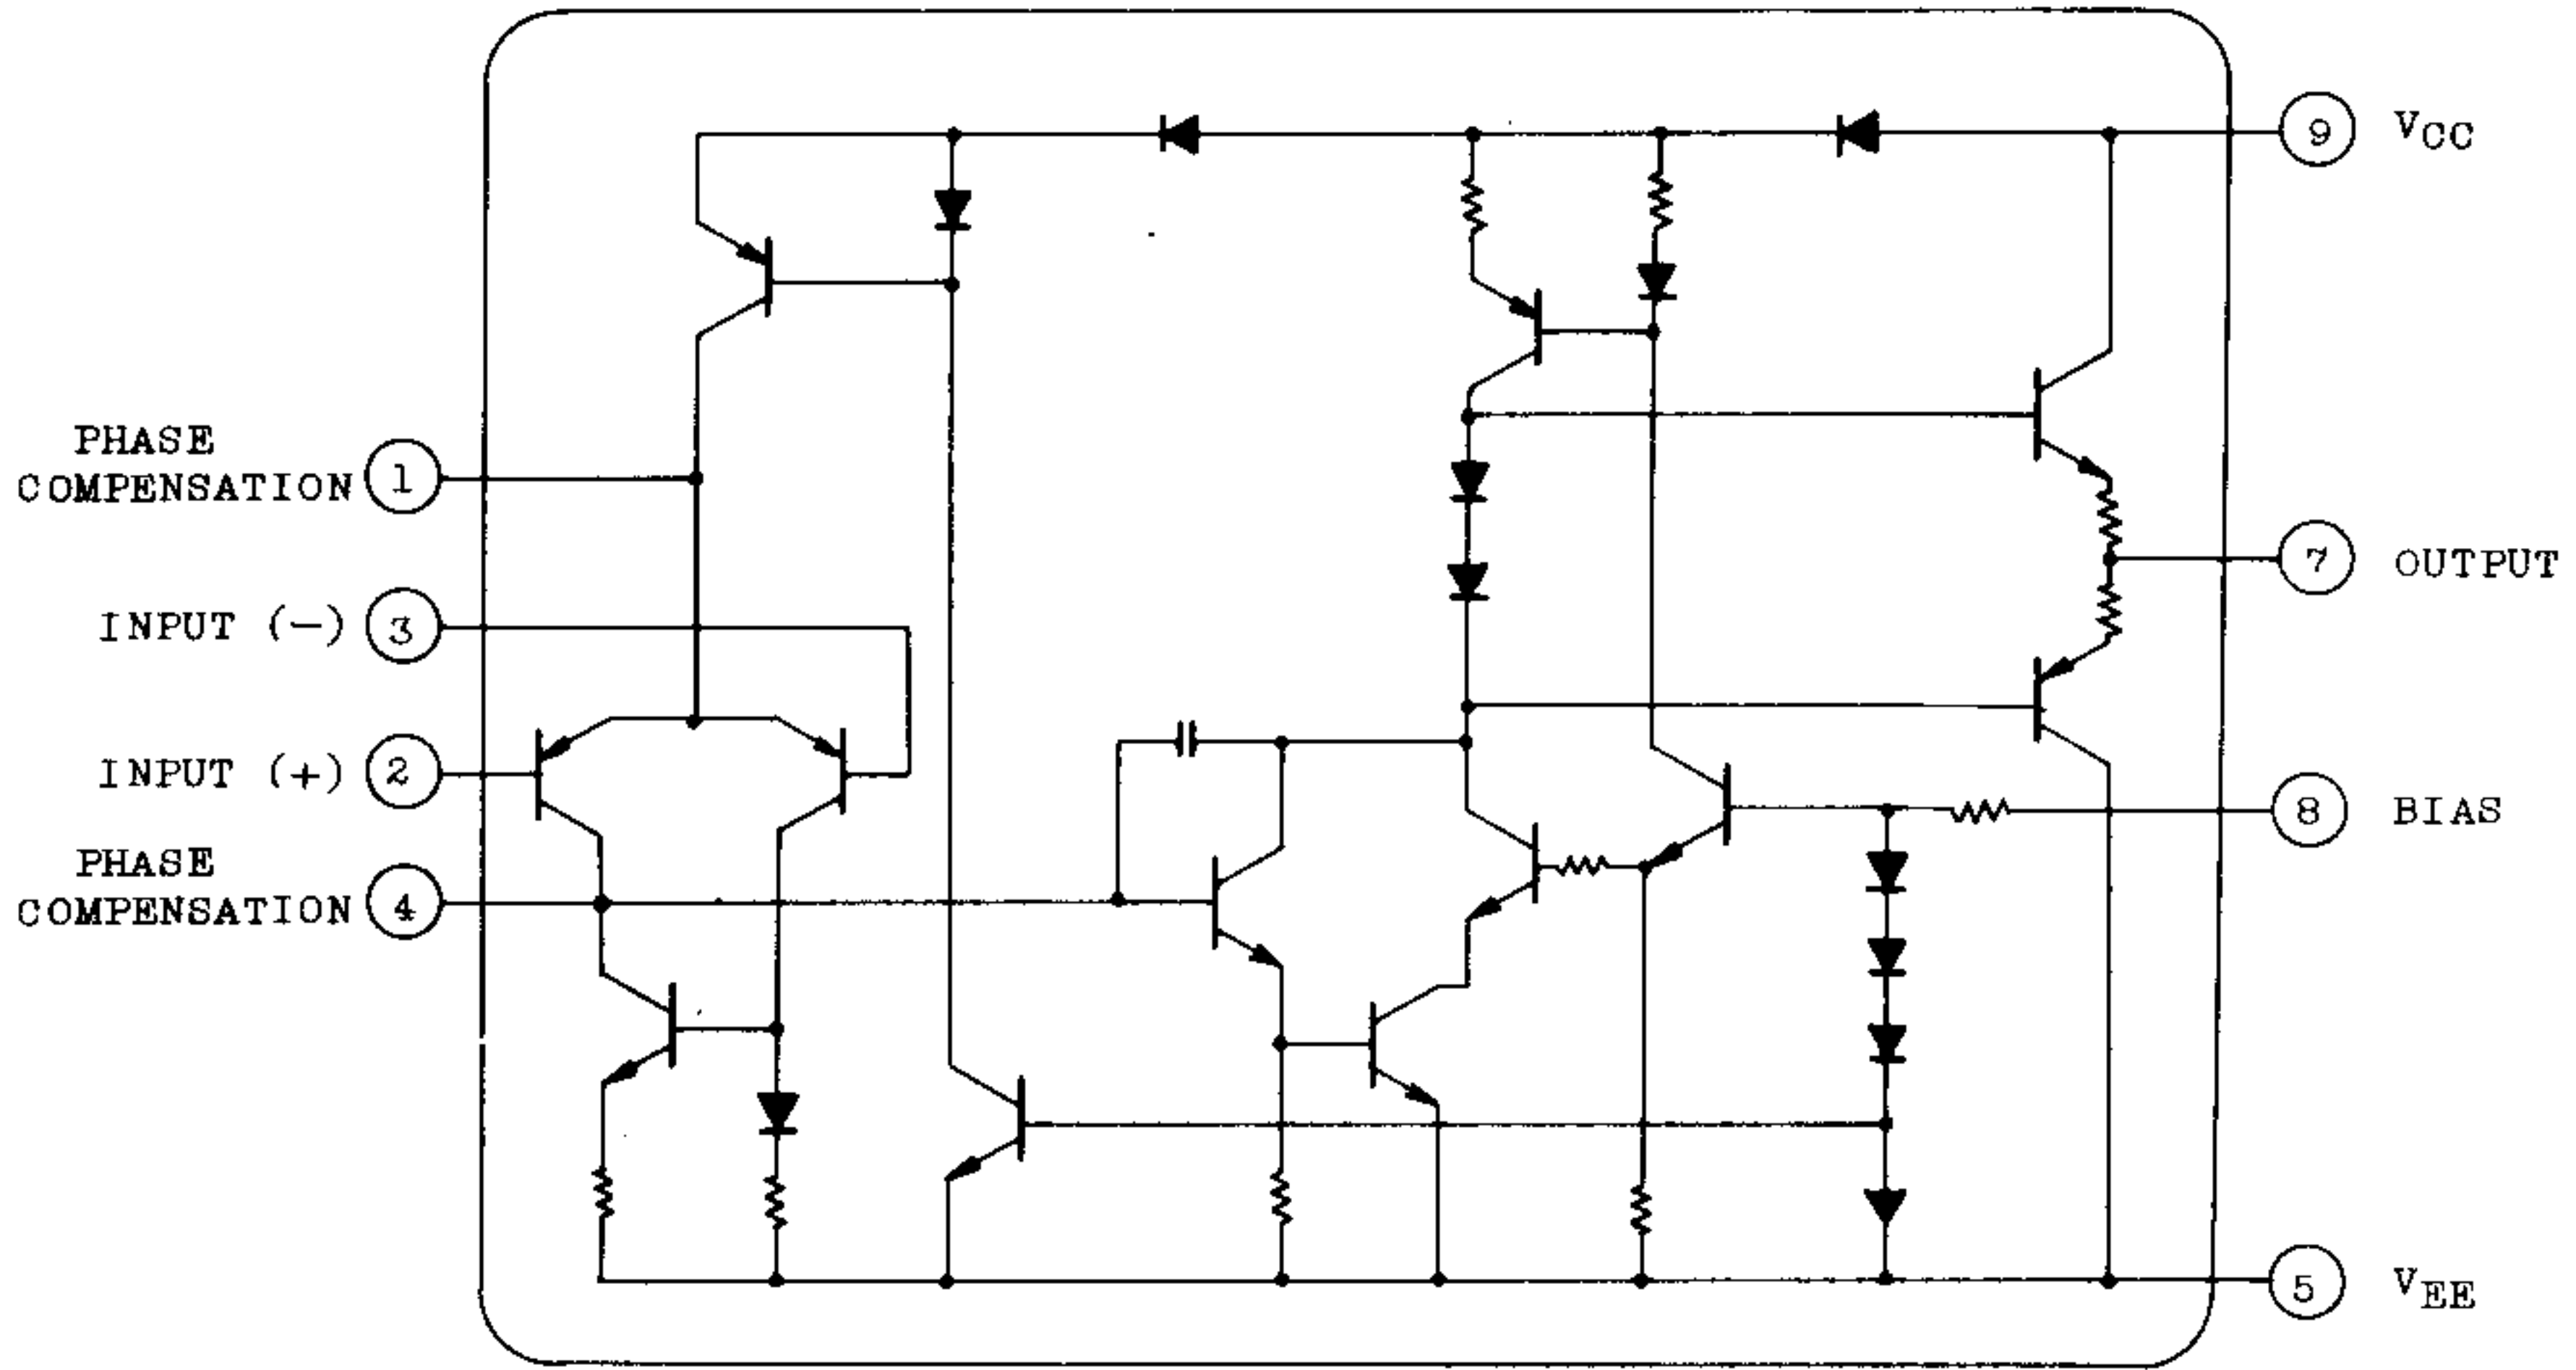 PHASE
COMPENSATION 1
INPUT (-) 3
INPUT (+) 2
PHASE
COMPENSATION 4
9 VCC
7 OUTPUT
8 BIAS
5 VEE